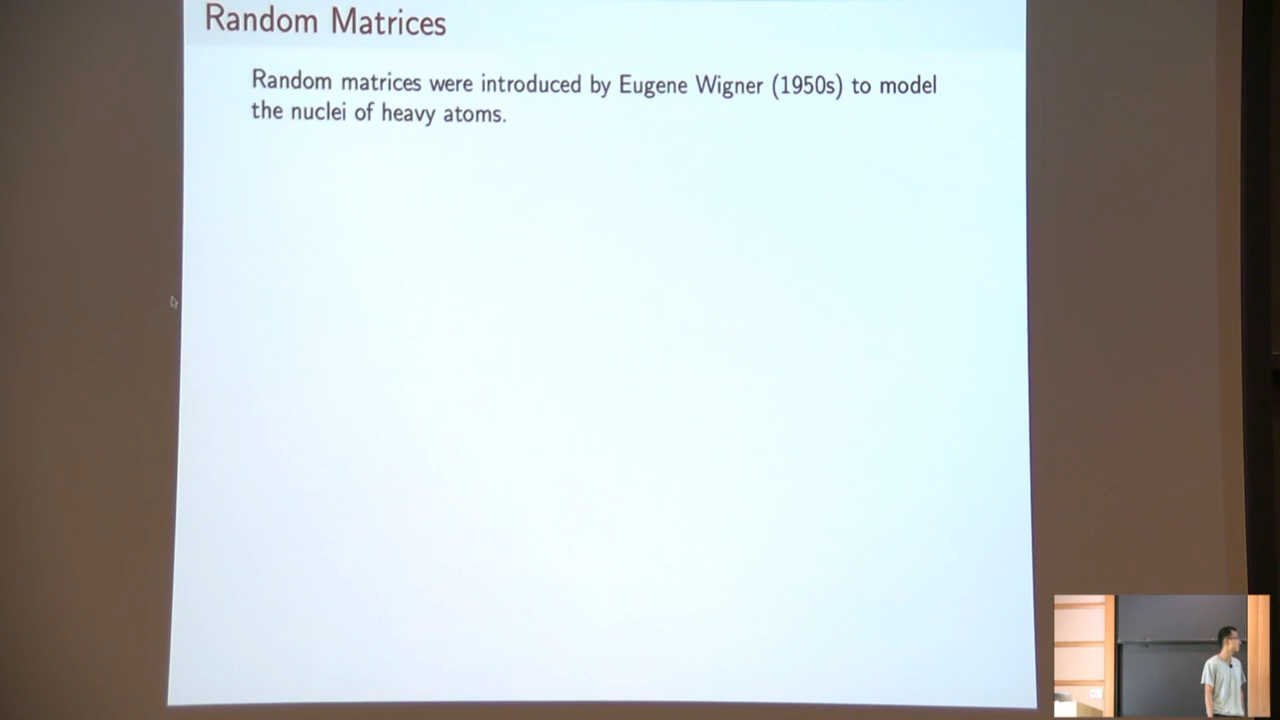 Random Matrices
Random matrices were introduced by Eugene Wigner (1950s) to model
the nuclei of heavy atoms.